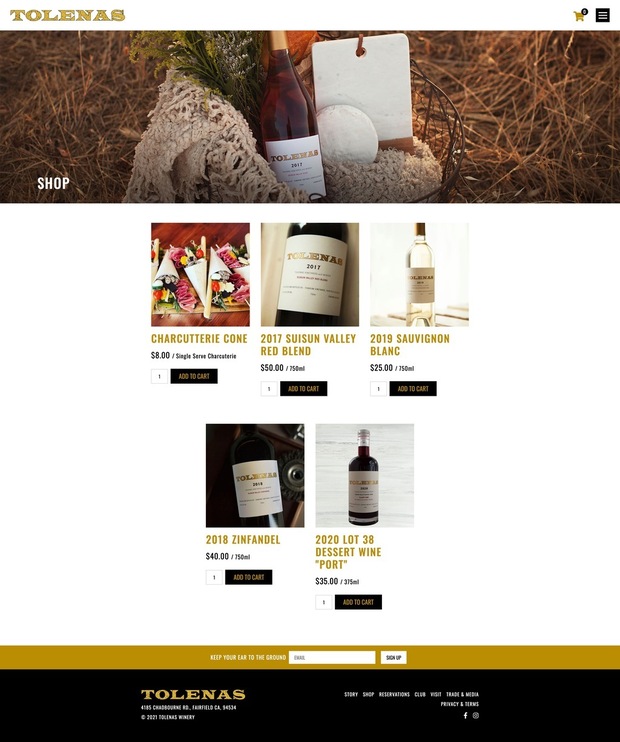 TOLENAS
0
TOLENAS
2017
SHOP
TOLENAS
2017
TOLENAS
TOLENAS
2018
TOLENAS
CHARCUTTERIE CONE
$8.00 / Single Serve Charcuterie
1 ADD TO CART
2017 SUISUN VALLEY
RED BLEND
$50.00 / 750ml
1 ADD TO CART
2019 SAUVIGNON
BLANC
$25.00 / 750ml
1 ADD TO CART
2018 ZINFANDEL
$40.00 / 750ml
1 ADD TO CART
2020 LOT 38
DESSERT WINE
"PORT"
$35.00 / 375ml
1 ADD TO CART
KEEP YOUR EAR TO THE GROUND EMAIL SIGN UP
TOLENAS
4185 CHADBOURNE RD., FAIRFIELD CA, 94534
© 2021 TOLENAS WINERY
STORY SHOP RESERVATIONS CLUB VISIT TRADE & MEDIA
PRIVACY & TERMS